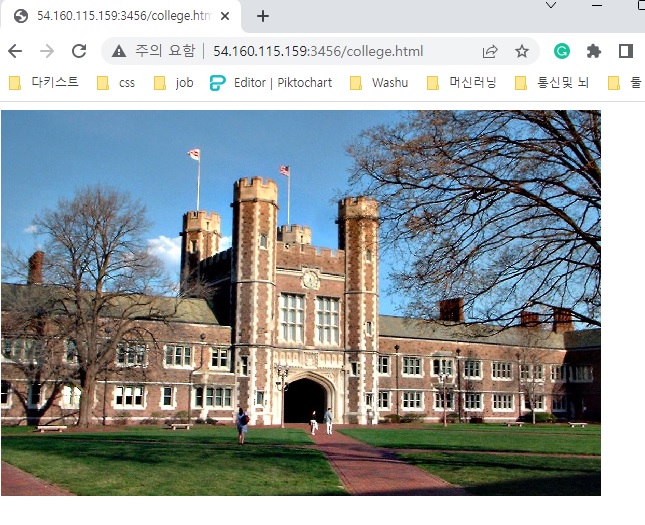 54.160.115.159:3456/college.htm
주의 요함 54.160.115.159:3456/college.html
다키스트 css job Editor | Piktochart Washu 머신러닝 통신및 뇌 툴